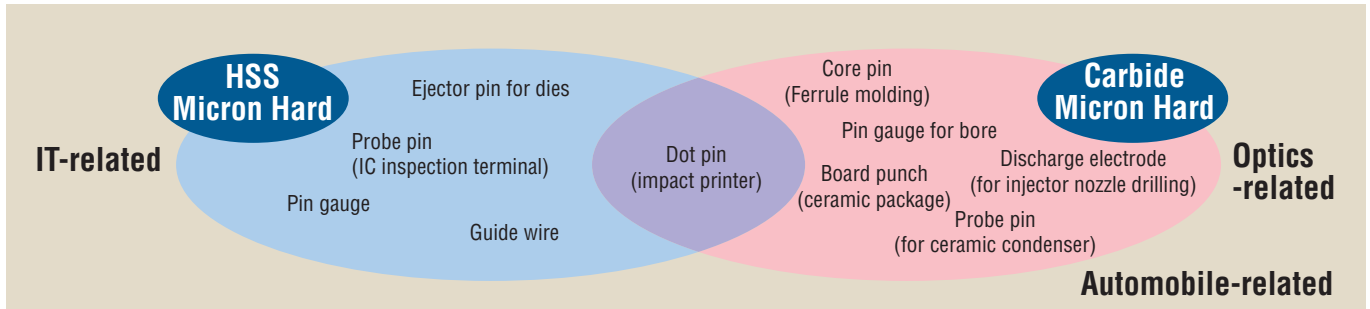 HSS
Micron Hard
IT-related
Ejector pin for dies
Probe pin
(IC inspection terminal)
Pin gauge
Guide wire
Dot pin
(impact printer)
Core pin
(Ferrule molding)
Pin gauge for bore
Board punch
(ceramic package)
Discharge electrode
(for injector nozzle drilling)
Probe pin
(for ceramic condenser)
Carbide
Micron Hard
Optics
-related
Automobile-related